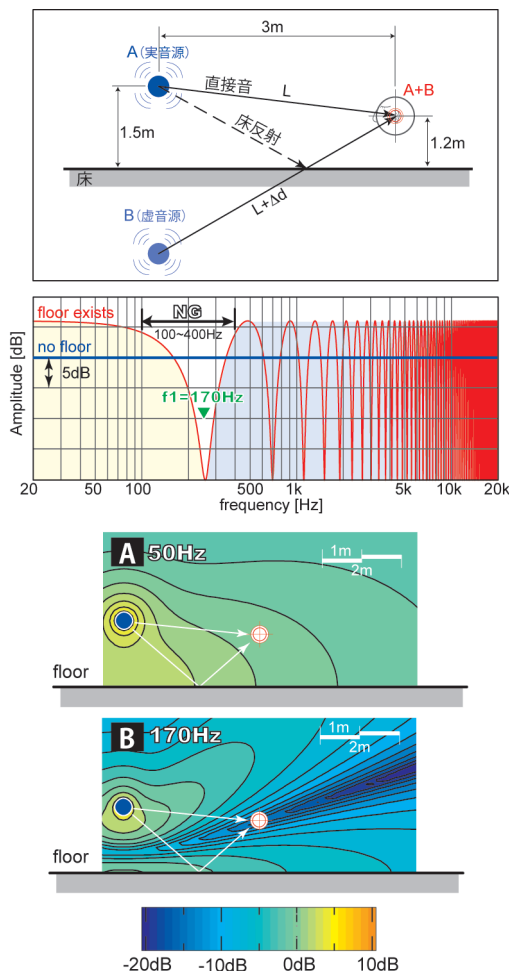 3m
A（実音源）
直接音 L
A+B
床反射
1.5m
1.2m
床
L+Δd
B（虚音源）
floor exists
NG
100~400Hz
no floor
5dB
f1=170Hz
Amplitude [dB]
20 50 100 500 1k 5k 10k 20k
frequency [Hz]
A 50Hz
1m
2m
floor
B 170Hz
1m
2m
floor
-20dB -10dB 0dB 10dB